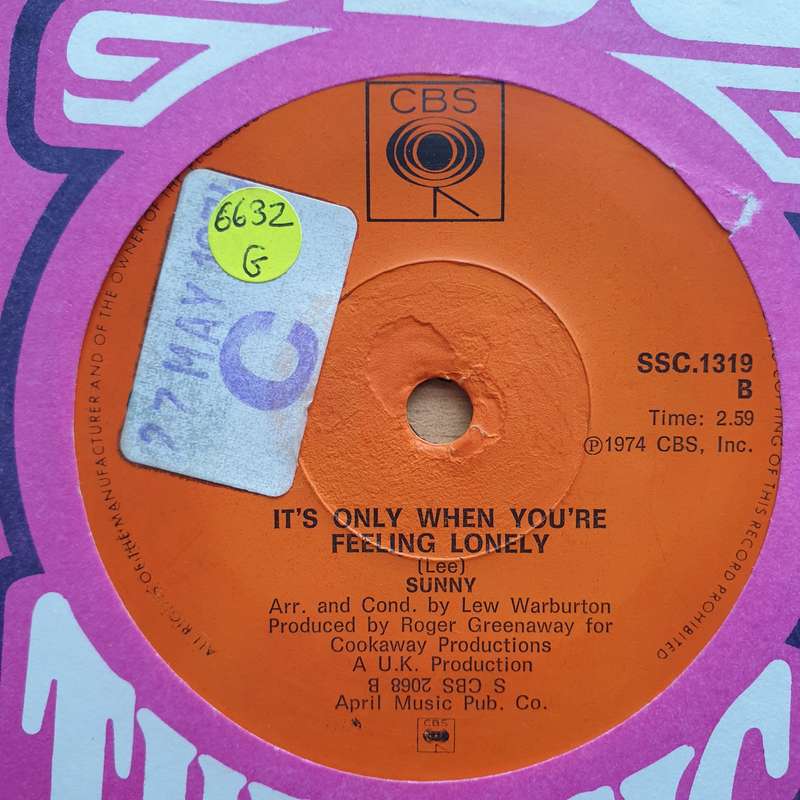 CBS
6632
G
27 MAY
C
SSC.1319
B
Time: 2.59
Ⓟ1974 CBS, Inc.
IT'S ONLY WHEN YOU'RE
FEELING LONELY
(Lee)
SUNNY
Arr. and Cond. by Lew Warburton
Produced by Roger Greenaway for
Cookaway Productions
A U.K. Production
S CBS 2068 B
April Music Pub. Co.
CBS
ALL RIGHTS OF THE MANUFACTURER AND OF THE OWNER OF THE
COPYING OF THIS RECORD PROHIBITED